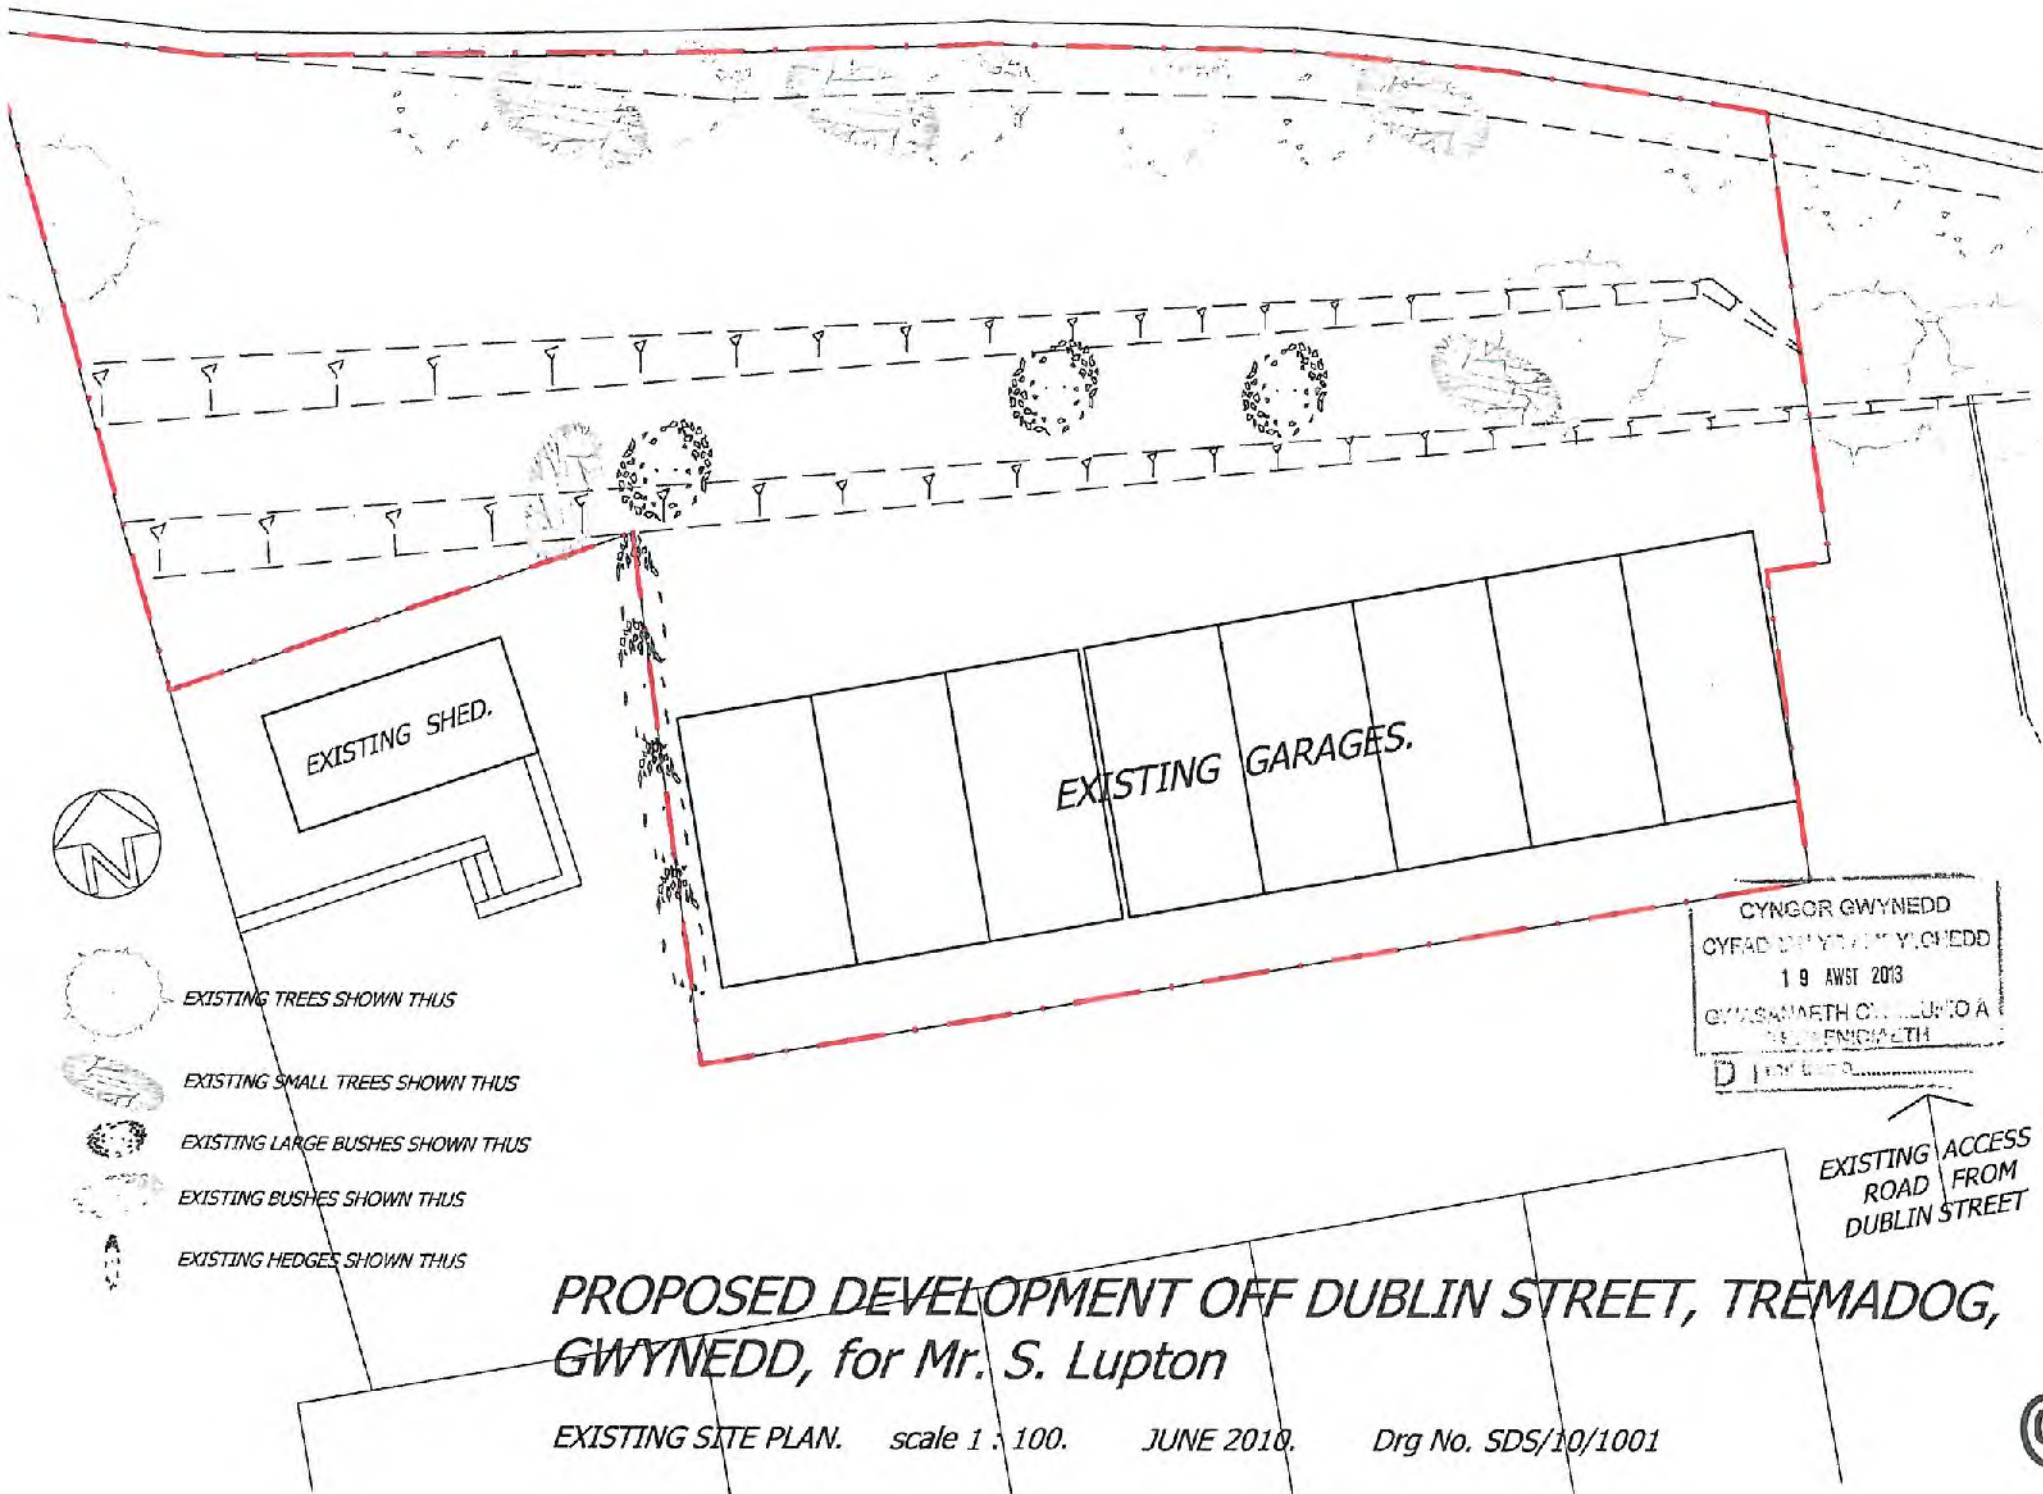 EXISTING SHED.
EXISTING GARAGES.
N
EXISTING TREES SHOWN THUS
EXISTING SMALL TREES SHOWN THUS
EXISTING LARGE BUSHES SHOWN THUS
EXISTING BUSHES SHOWN THUS
EXISTING HEDGES SHOWN THUS
CYNGOR GWYNEDD
19 AWST 2013
EXISTING ACCESS
ROAD FROM
DUBLIN STREET
PROPOSED DEVELOPMENT OFF DUBLIN STREET, TREMADOG,
GWYNEDD, for Mr. S. Lupton
EXISTING SITE PLAN. scale 1 : 100. JUNE 2010. Drg No. SDS/10/1001